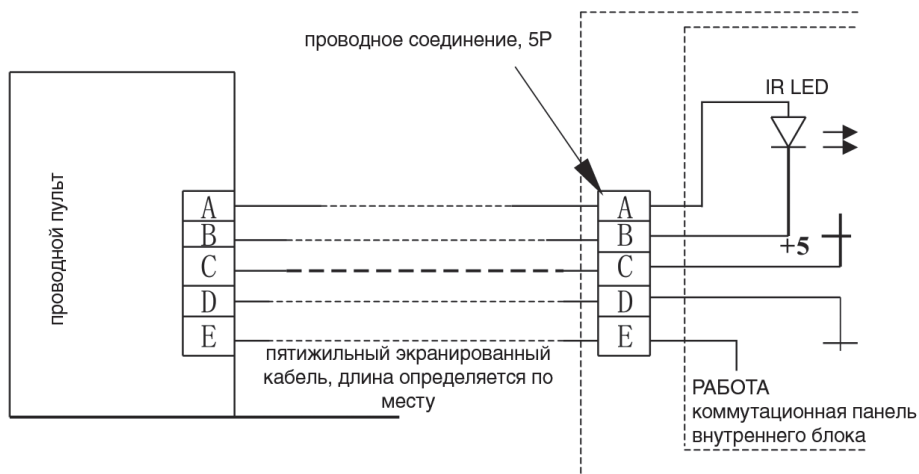 проводное соединение, 5P
IR LED
проводной пульт
A
B
C
D
E
A
B
C
D
E
+5
пятижильный экранированный
кабель, длина определяется по
месту
РАБОТА
коммутационная панель
внутреннего блока